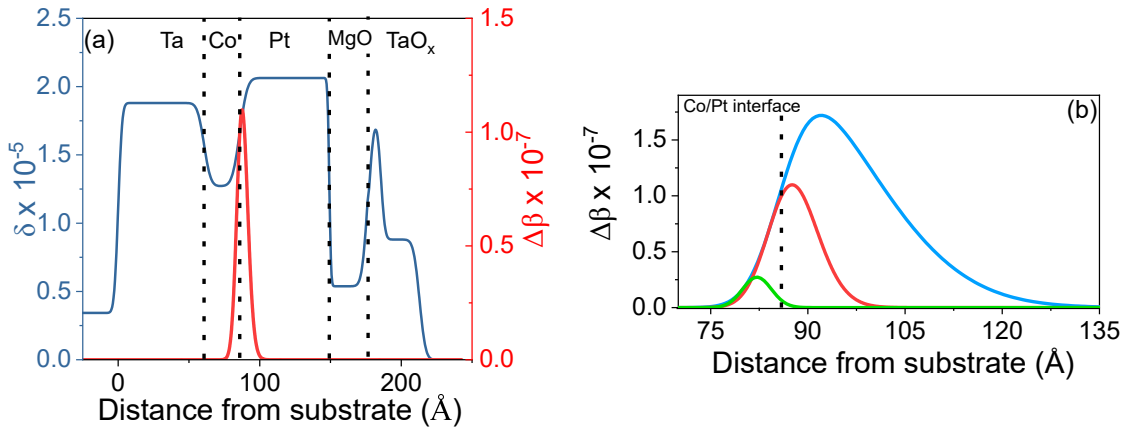 (a)
Ta
Co
Pt
MgO
TaOₓ
2.5
2.0
1.5
1.0
0.5
0.0
δ x 10⁻⁵
1.5
1.0
0.5
0.0
Δβ x 10⁻⁷
0
100
200
Distance from substrate (Å)
Co/Pt interface
(b)
1.5
1.0
0.5
0.0
Δβ x 10⁻⁷
75
90
105
120
135
Distance from substrate (Å)